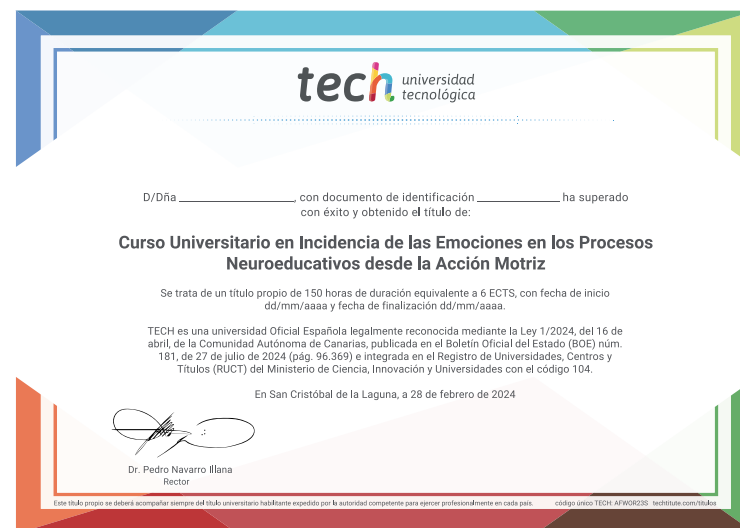 tech universidad
tecnológica
D/Dña ______________, con documento de identificación __________ ha superado
con éxito y obtenido el título de:
Curso Universitario en Incidencia de las Emociones en los Procesos
Neuroeducativos desde la Acción Motriz
Se trata de un título propio de 150 horas de duración equivalente a 6 ECTS, con fecha de inicio
dd/mm/aaaa y fecha de finalización dd/mm/aaaa.
TECH es una universidad Oficial Española legalmente reconocida mediante la Ley 1/2024, del 16 de
abril, de la Comunidad Autónoma de Canarias, publicada en el Boletín Oficial del Estado (BOE) núm.
181, de 27 de julio de 2024 (pág. 96.369) e integrada en el Registro de Universidades, Centros y
Títulos (RUCT) del Ministerio de Ciencia, Innovación y Universidades con el código 104.
En San Cristóbal de la Laguna, a 28 de febrero de 2024
Dr. Pedro Navarro Illana
Rector
Este título propio se deberá acompañar siempre del título universitario habilitante expedido por la autoridad competente para ejercer profesionalmente en cada país. código único TECH: AFWOR23S techtitute.com/titulos